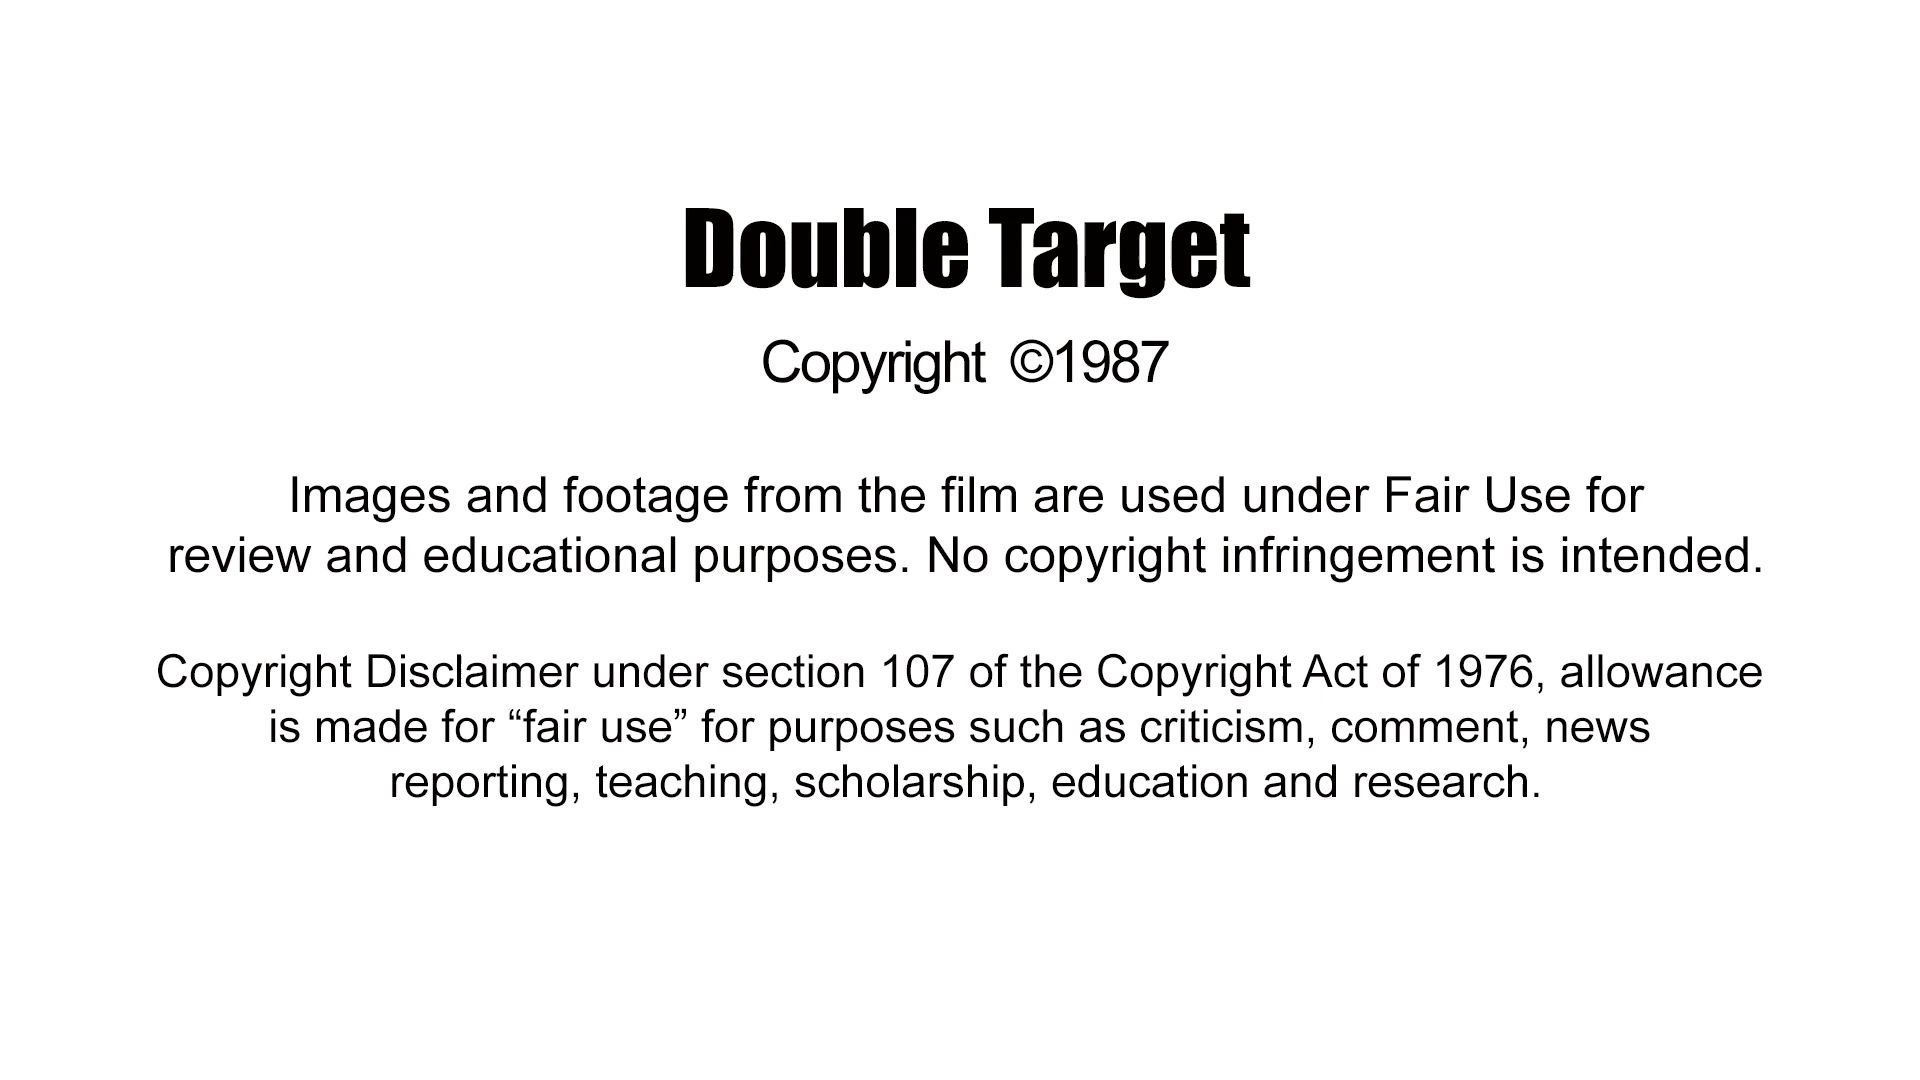 Double Target
Copyright ©1987
Images and footage from the film are used under Fair Use for
review and educational purposes. No copyright infringement is intended.
Copyright Disclaimer under section 107 of the Copyright Act of 1976, allowance
is made for “fair use” for purposes such as criticism, comment, news
reporting, teaching, scholarship, education and research.